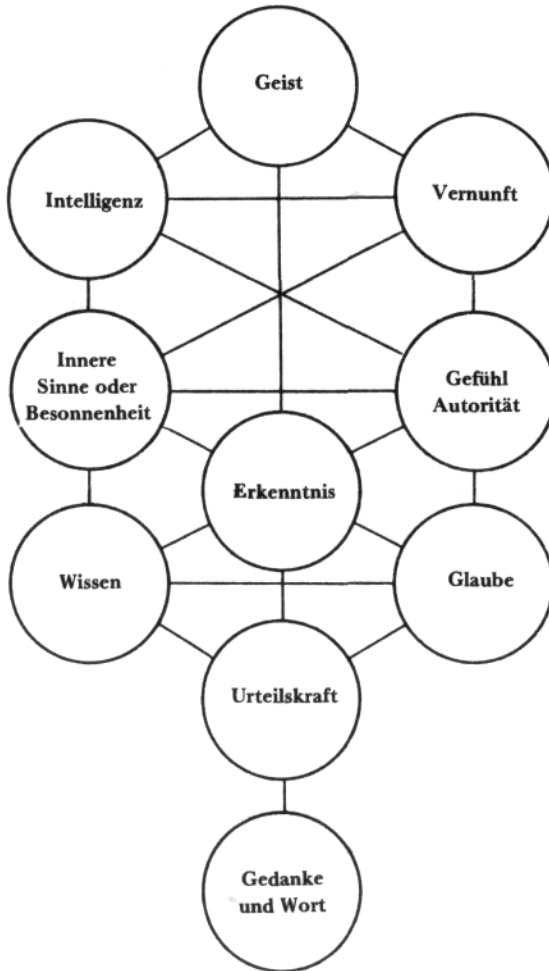 Geist
Intelligenz
Vernunft
Innere
Sinne oder
Besonnenheit
Gefühl
Autorität
Erkenntnis
Wissen
Glaube
Urteilskraft
Gedanke
und Wort